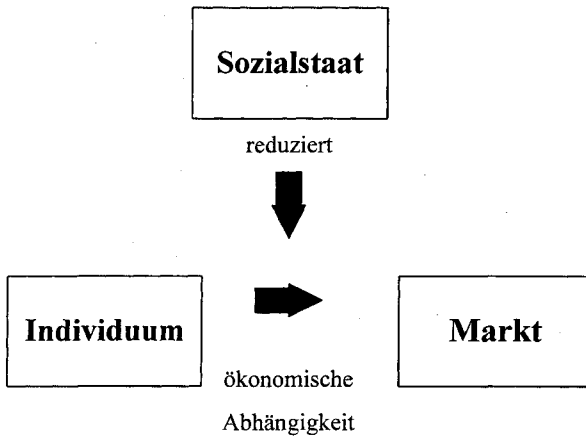 Sozialstaat
reduziert
Individuum
Markt
ökonomische
Abhängigkeit